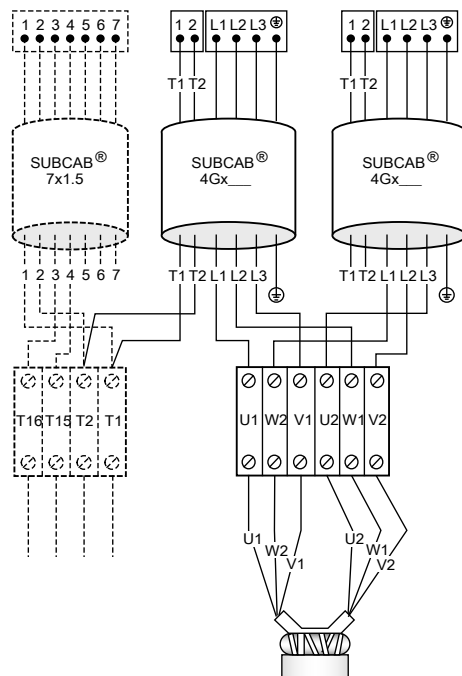 1 2 3 4 5 6 7 1 2 L1 L2 L3 1 2 L1 L2 L3
T1 T2 T1 T2
SUBCAB® SUBCAB® SUBCAB®
7x1.5 4Gx___ 4Gx___
1 2 3 4 5 6 7 T1 T2 L1 L2 L3 T1 T2 L1 L2 L3
T16 T15 T2 T1 U1 W2 V1 U2 W1 V2
U1 U2
W2 W1
V1 V2